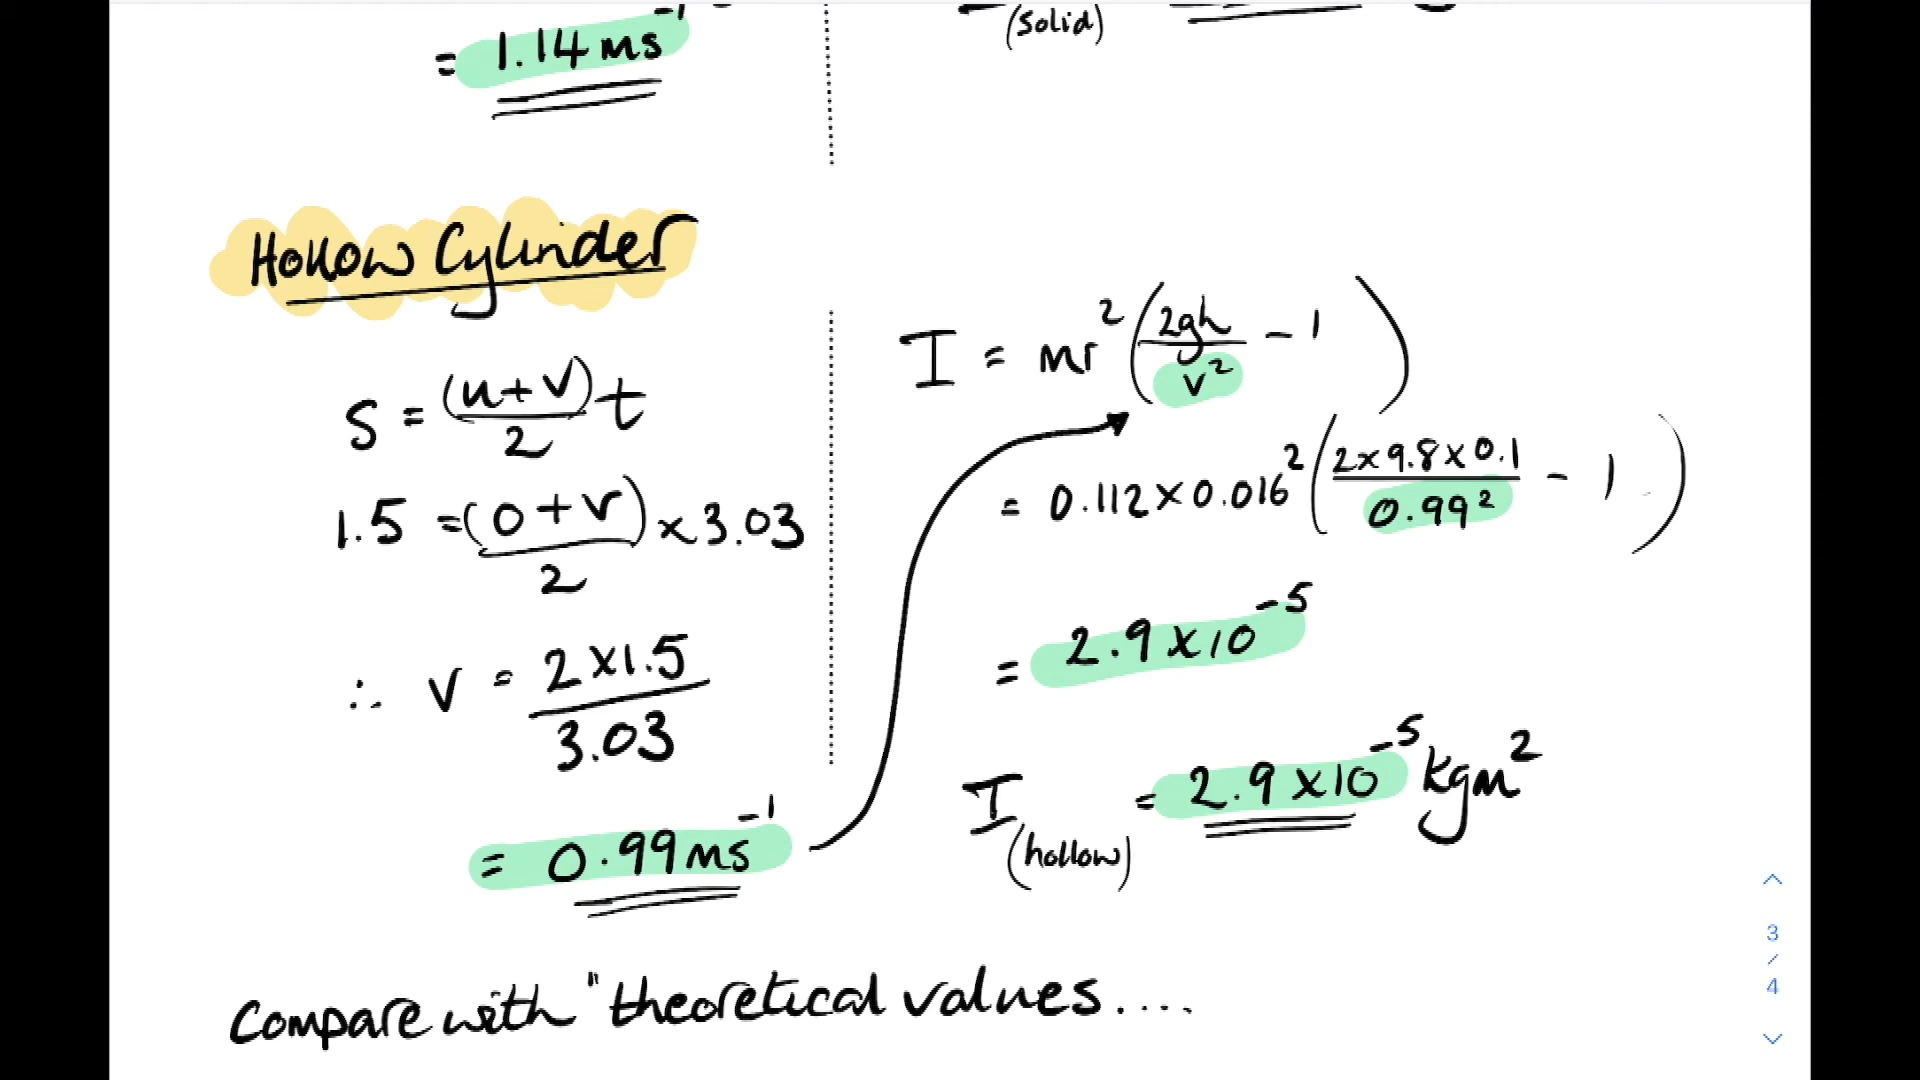 = 1.14 ms⁻¹
(solid)
Hollow Cylinder
S = (u+v)/2 t
1.5 = (0+v)/2 × 3.03
∴ v = 2×1.5/3.03
= 0.99 ms⁻¹
I = mr² (2gh/v² - 1)
= 0.112 × 0.016² (2×9.8×0.1/0.99² - 1)
= 2.9 × 10⁻⁵
I (hollow) = 2.9 × 10⁻⁵ kgm²
Compare with "theoretical values....
3
/
4